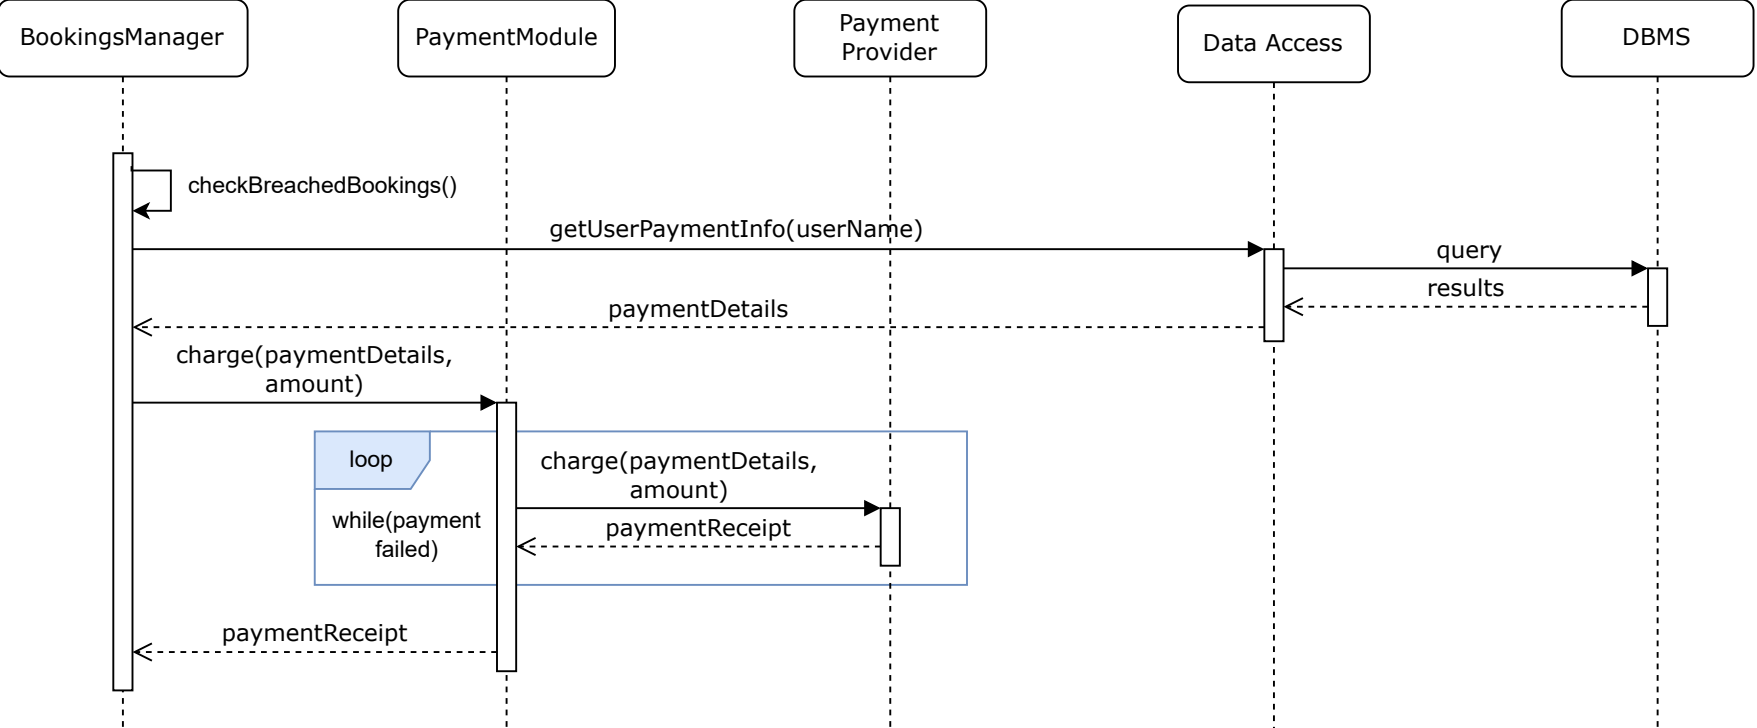 BookingsManager
PaymentModule
Payment
Provider
Data Access
DBMS
checkBreachedBookings()
getUserPaymentInfo(userName)
query
results
paymentDetails
charge(paymentDetails,
amount)
loop
charge(paymentDetails,
amount)
while(payment
failed)
paymentReceipt
paymentReceipt